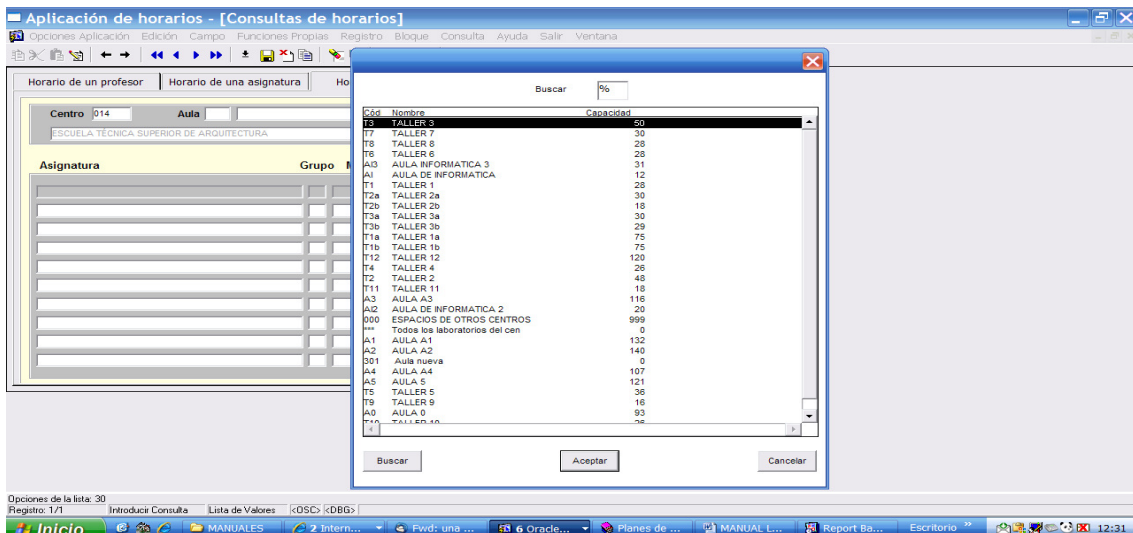 Aplicación de horarios - [Consultas de horarios]
Opciones Aplicación Edición Campo Funciones Propias Registro Bloque Consulta Ayuda Salir Ventana
Horario de un profesor Horario de una asignatura Ho
Centro 014 Aula
ESCUELA TÉCNICA SUPERIOR DE ARQUITECTURA
Asignatura Grupo
Buscar %
Cód Nombre Capacidad
T3 TALLER 3 50
T7 TALLER 7 30
T8 TALLER 8 28
T6 TALLER 6 28
AI3 AULA INFORMATICA 3 31
AI AULA DE INFORMATICA 12
T1 TALLER 1 28
T2a TALLER 2a 30
T2b TALLER 2b 18
T3a TALLER 3a 30
T3b TALLER 3b 29
T1a TALLER 1a 75
T1b TALLER 1b 75
T12 TALLER 12 120
T4 TALLER 4 26
T2 TALLER 2 48
T11 TALLER 11 18
A3 AULA A3 116
AI2 AULA DE INFORMATICA 2 20
000 ESPACIOS DE OTROS CENTROS 999
*** Todos los laboratorios del cen 0
A1 AULA A1 132
A2 AULA A2 140
301 Aula nueva 0
A4 AULA A4 107
A5 AULA 5 121
T5 TALLER 5 36
T9 TALLER 9 16
A0 AULA 0 93
T10 TALLER 10
Buscar Aceptar Cancelar
Opciones de la lista: 30
Registro: 1/1 Introducir Consulta Lista de Valores <OSC> <DBG>
Inicio MANUALES 2 Intern... Fwd: una ... 6 Oracle... Planes de ... MANUAL L... Report Ba... Escritorio » 12:31